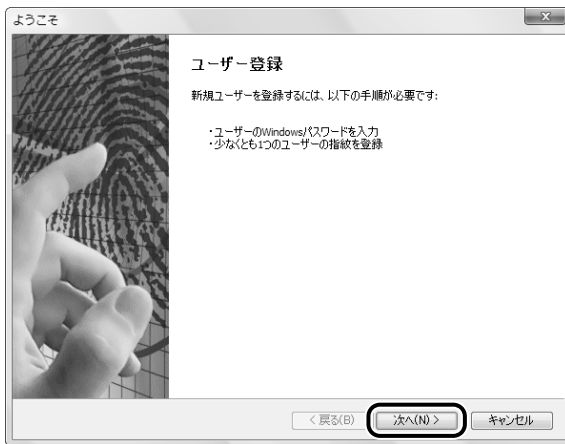 ようこそ
ユーザー登録
新規ユーザーを登録するには、以下の手順が必要です:
・ユーザーのWindowsパスワードを入力
・少なくとも1つのユーザーの指紋を登録
< 戻る(B) 次へ(N) > キャンセル